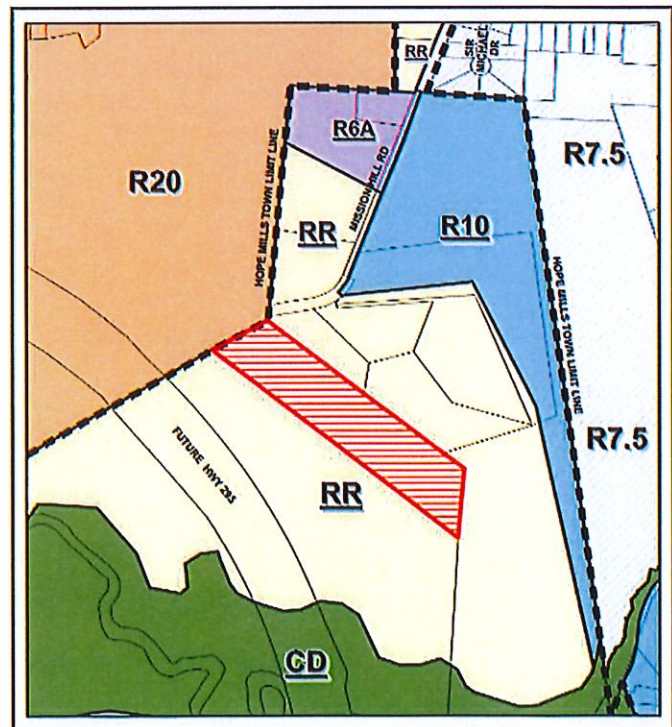 RR
SIR MICHAEL DR
R6A
R7.5
R20
HOPE MILLS TOWN LIMIT LINE
MISSION HILL RD
RR
R10
HOPE MILLS TOWN LIMIT LINE
FUTURE HWY 295
RR
R7.5
CD